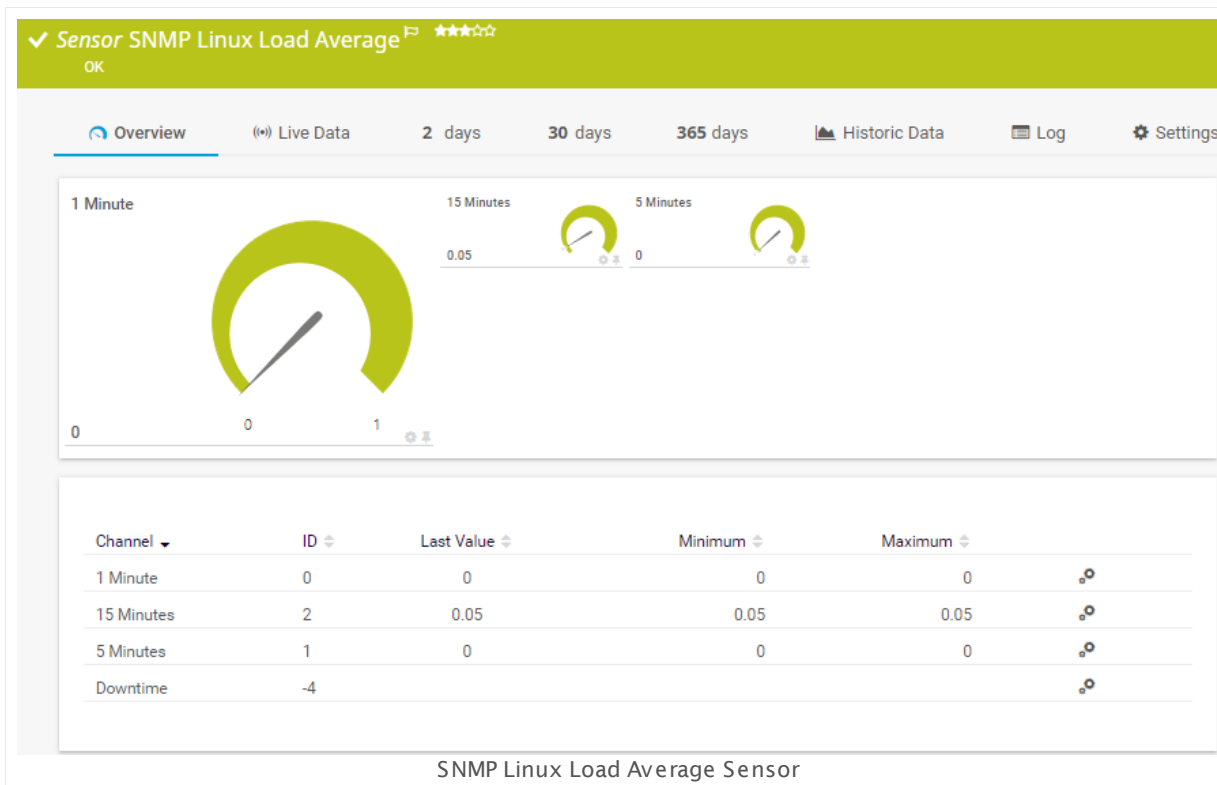 Sensor SNMP Linux Load Average
OK
Overview Live Data 2 days 30 days 365 days Historic Data Log Settings
1 Minute
0
0 1
15 Minutes
0.05
5 Minutes
0
Channel ID Last Value Minimum Maximum
1 Minute 0 0 0 0
15 Minutes 2 0.05 0.05 0.05
5 Minutes 1 0 0 0
Downtime -4
SNMP Linux Load Average Sensor